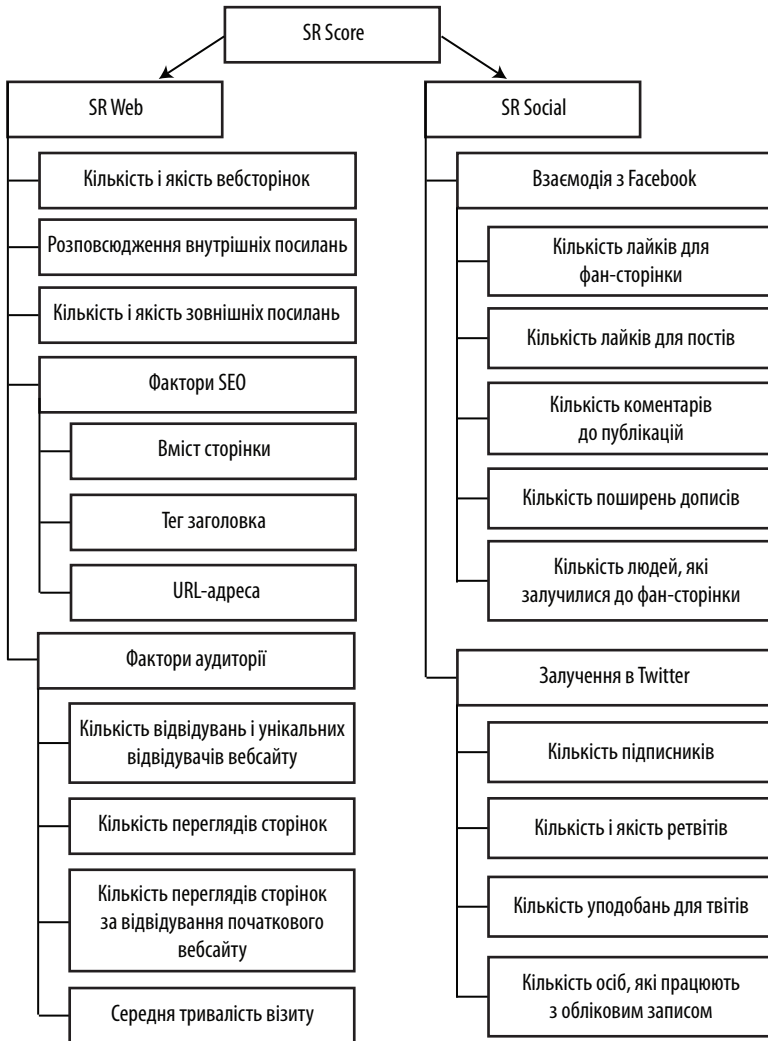 SR Score
SR Web
Кількість і якість вебсторінок
Розповсюдження внутрішніх посилань
Кількість і якість зовнішніх посилань
Фактори SEO
Вміст сторінки
Тег заголовка
URL-адреса
Фактори аудиторії
Кількість відвідувань і унікальних
відвідувачів вебсайту
Кількість переглядів сторінок
Кількість переглядів сторінок
за відвідування початкового
вебсайту
Середня тривалість візиту
SR Social
Взаємодія з Facebook
Кількість лайків для
фан-сторінки
Кількість лайків для постів
Кількість коментарів
до публікацій
Кількість поширень дописів
Кількість людей, які
залучилися до фан-сторінки
Залучення в Twitter
Кількість підписників
Кількість і якість ретвітів
Кількість уподобань для твітів
Кількість осіб, які працюють
з обліковим записом